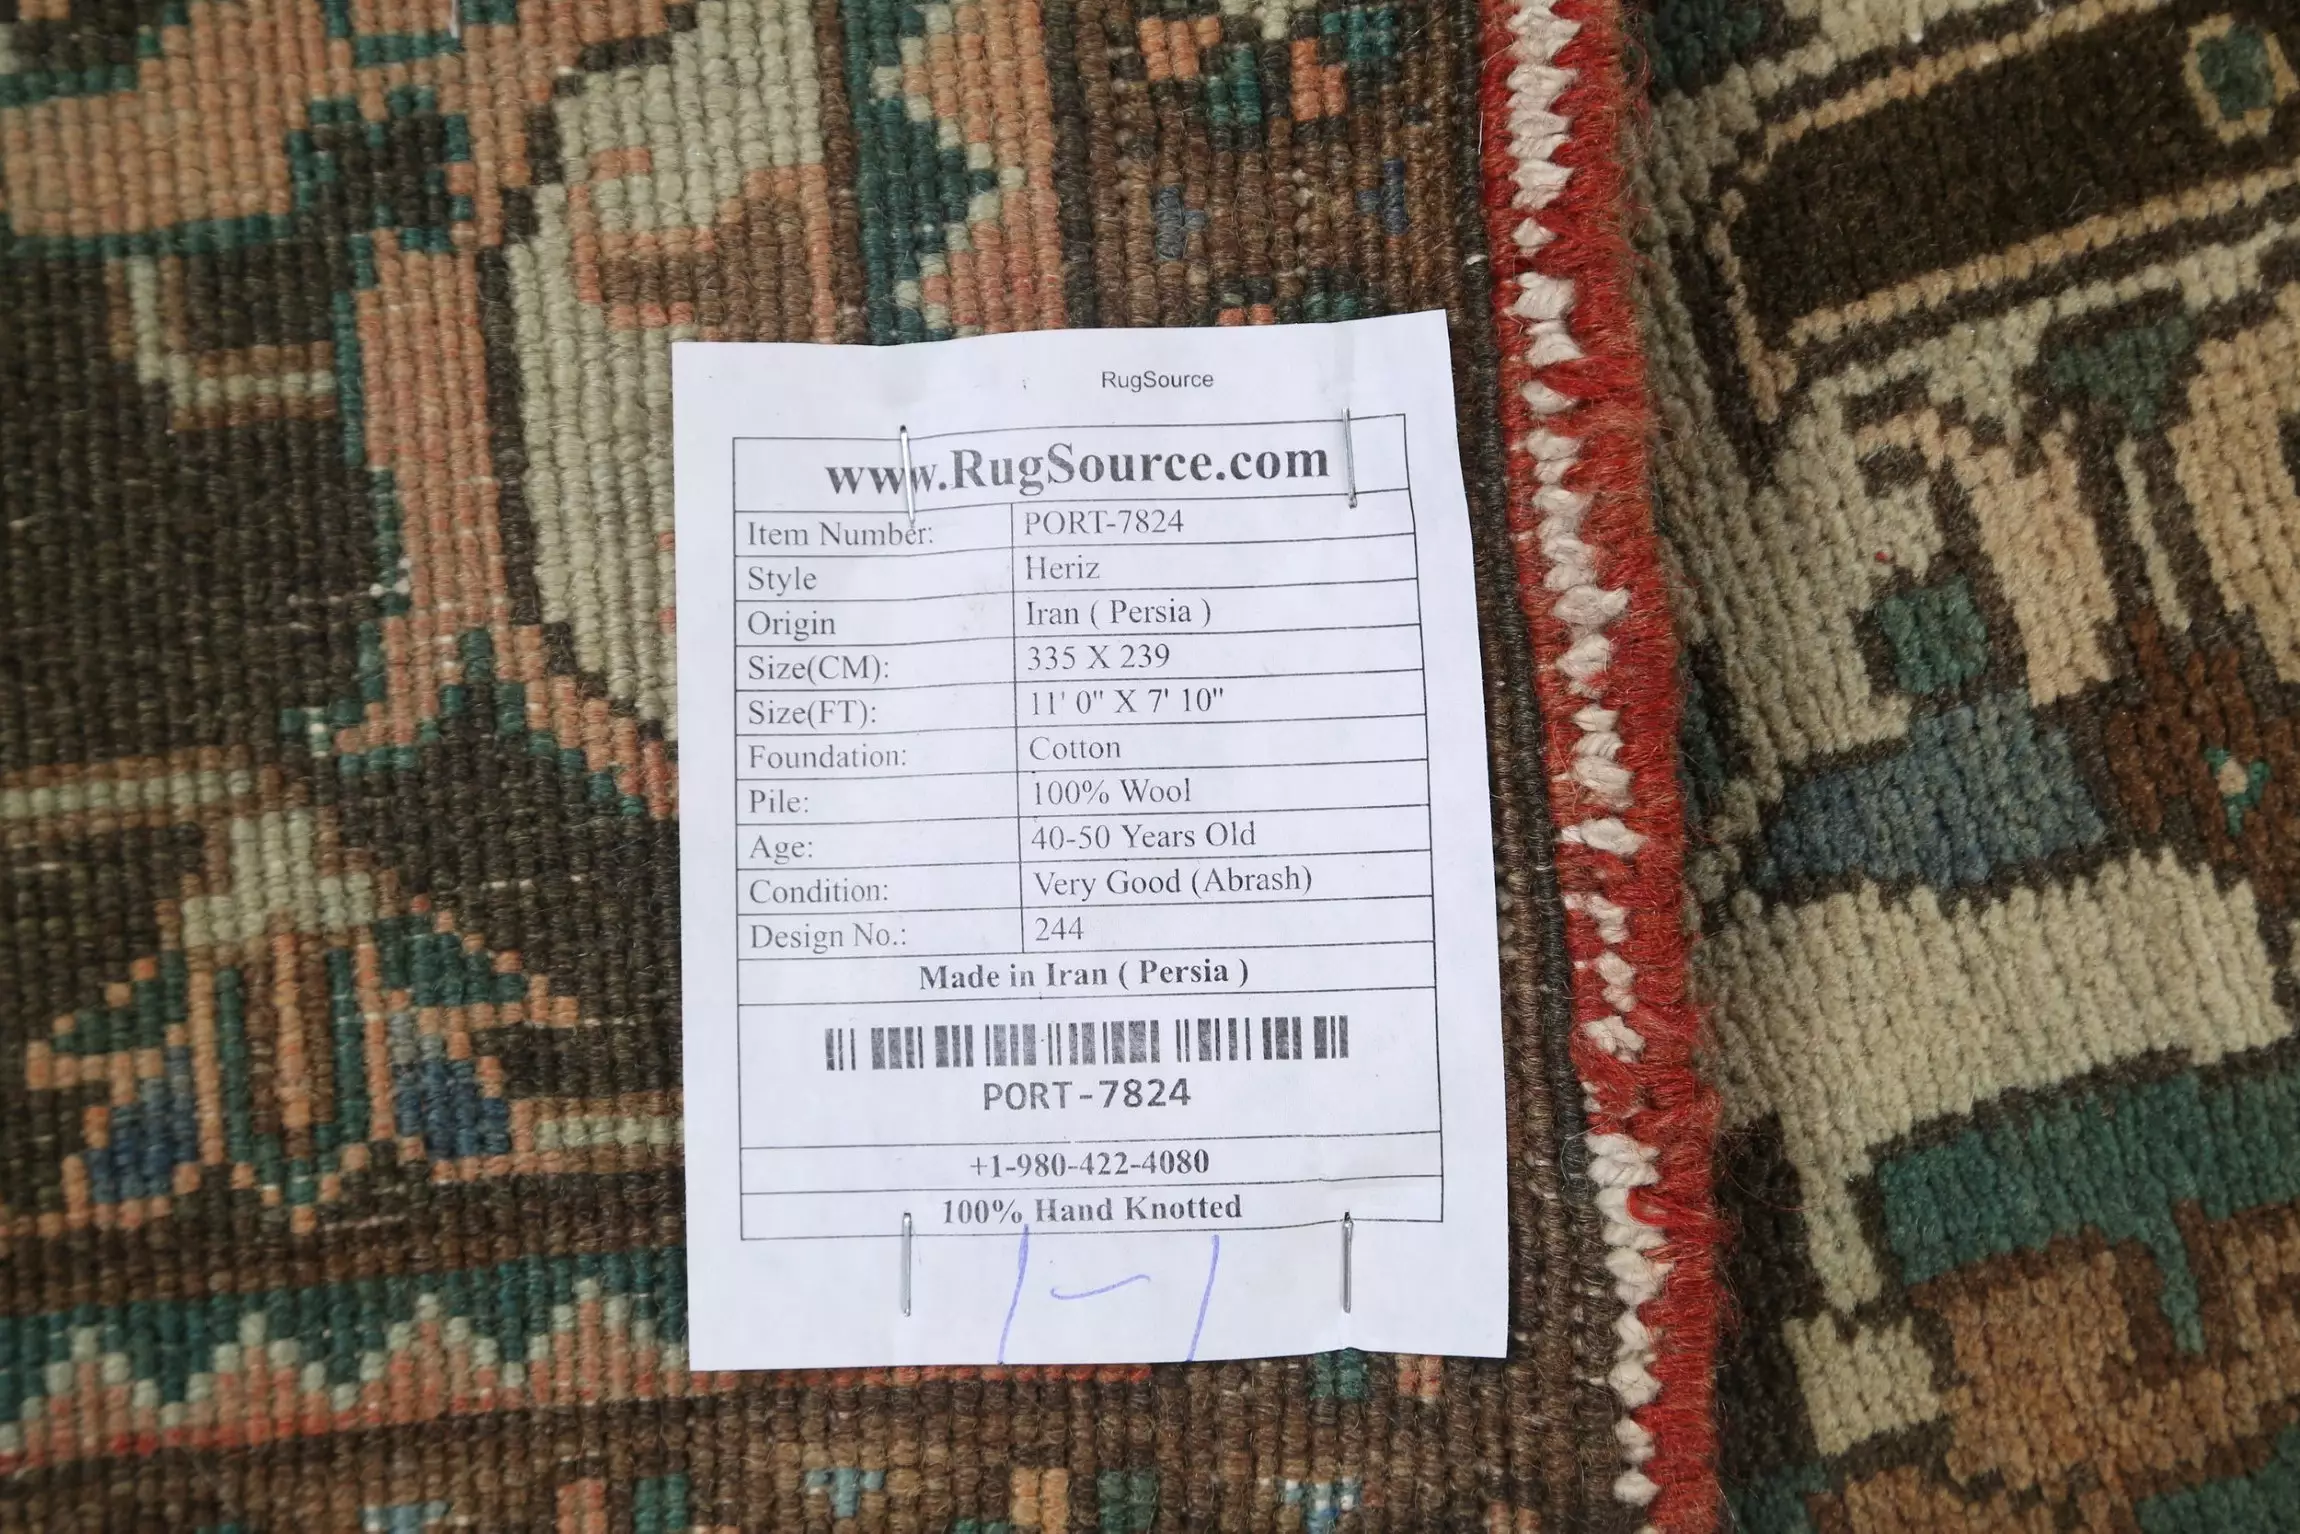 RugSource
www.RugSource.com
Item Number: PORT-7824
Style Heriz
Origin Iran ( Persia )
Size(CM): 335 X 239
Size(FT): 11' 0" X 7' 10"
Foundation: Cotton
Pile: 100% Wool
Age: 40-50 Years Old
Condition: Very Good (Abrash)
Design No.: 244
Made in Iran ( Persia )
PORT-7824
+1-980-422-4080
100% Hand Knotted
1-1